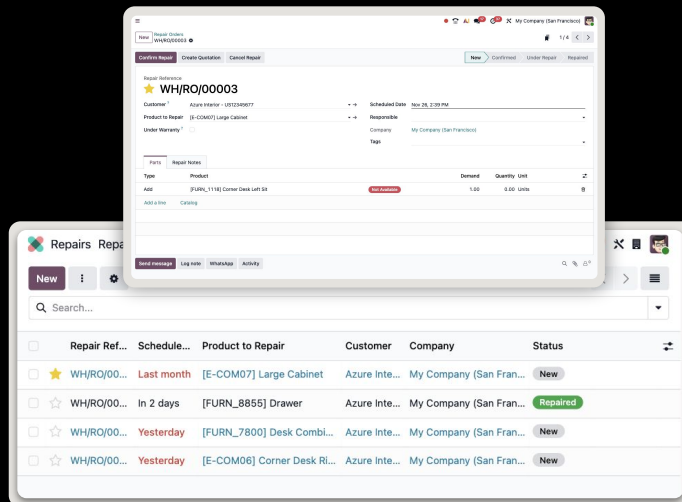 My Company (San Francisco)
New
Repair Orders
WH/RO/00003
1/4
Confirm Repair Create Quotation Cancel Repair
New Confirmed Under Repair Repaired
Repair Reference
WH/RO/00003
Customer ? Azure Interior - US12345677
Scheduled Date Nov 26, 2:39 PM
Product to Repair [E-COM07] Large Cabinet
Responsible
Under Warranty ?
Company My Company (San Francisco)
Tags
Parts Repair Notes
Type Product Demand Quantity Unit
Add [FURN_1118] Corner Desk Left Sit Not Available 1.00 0.00 Units
Add a line Catalog
Send message Log note WhatsApp Activity
Repairs Repa
New
Search...
Repair Ref... Schedule... Product to Repair Customer Company Status
WH/RO/00... Last month [E-COM07] Large Cabinet Azure Inte... My Company (San Fran... New
WH/RO/00... In 2 days [FURN_8855] Drawer Azure Inte... My Company (San Fran... Repaired
WH/RO/00... Yesterday [FURN_7800] Desk Combi... Azure Inte... My Company (San Fran... New
WH/RO/00... Yesterday [E-COM06] Corner Desk Ri... Azure Inte... My Company (San Fran... New